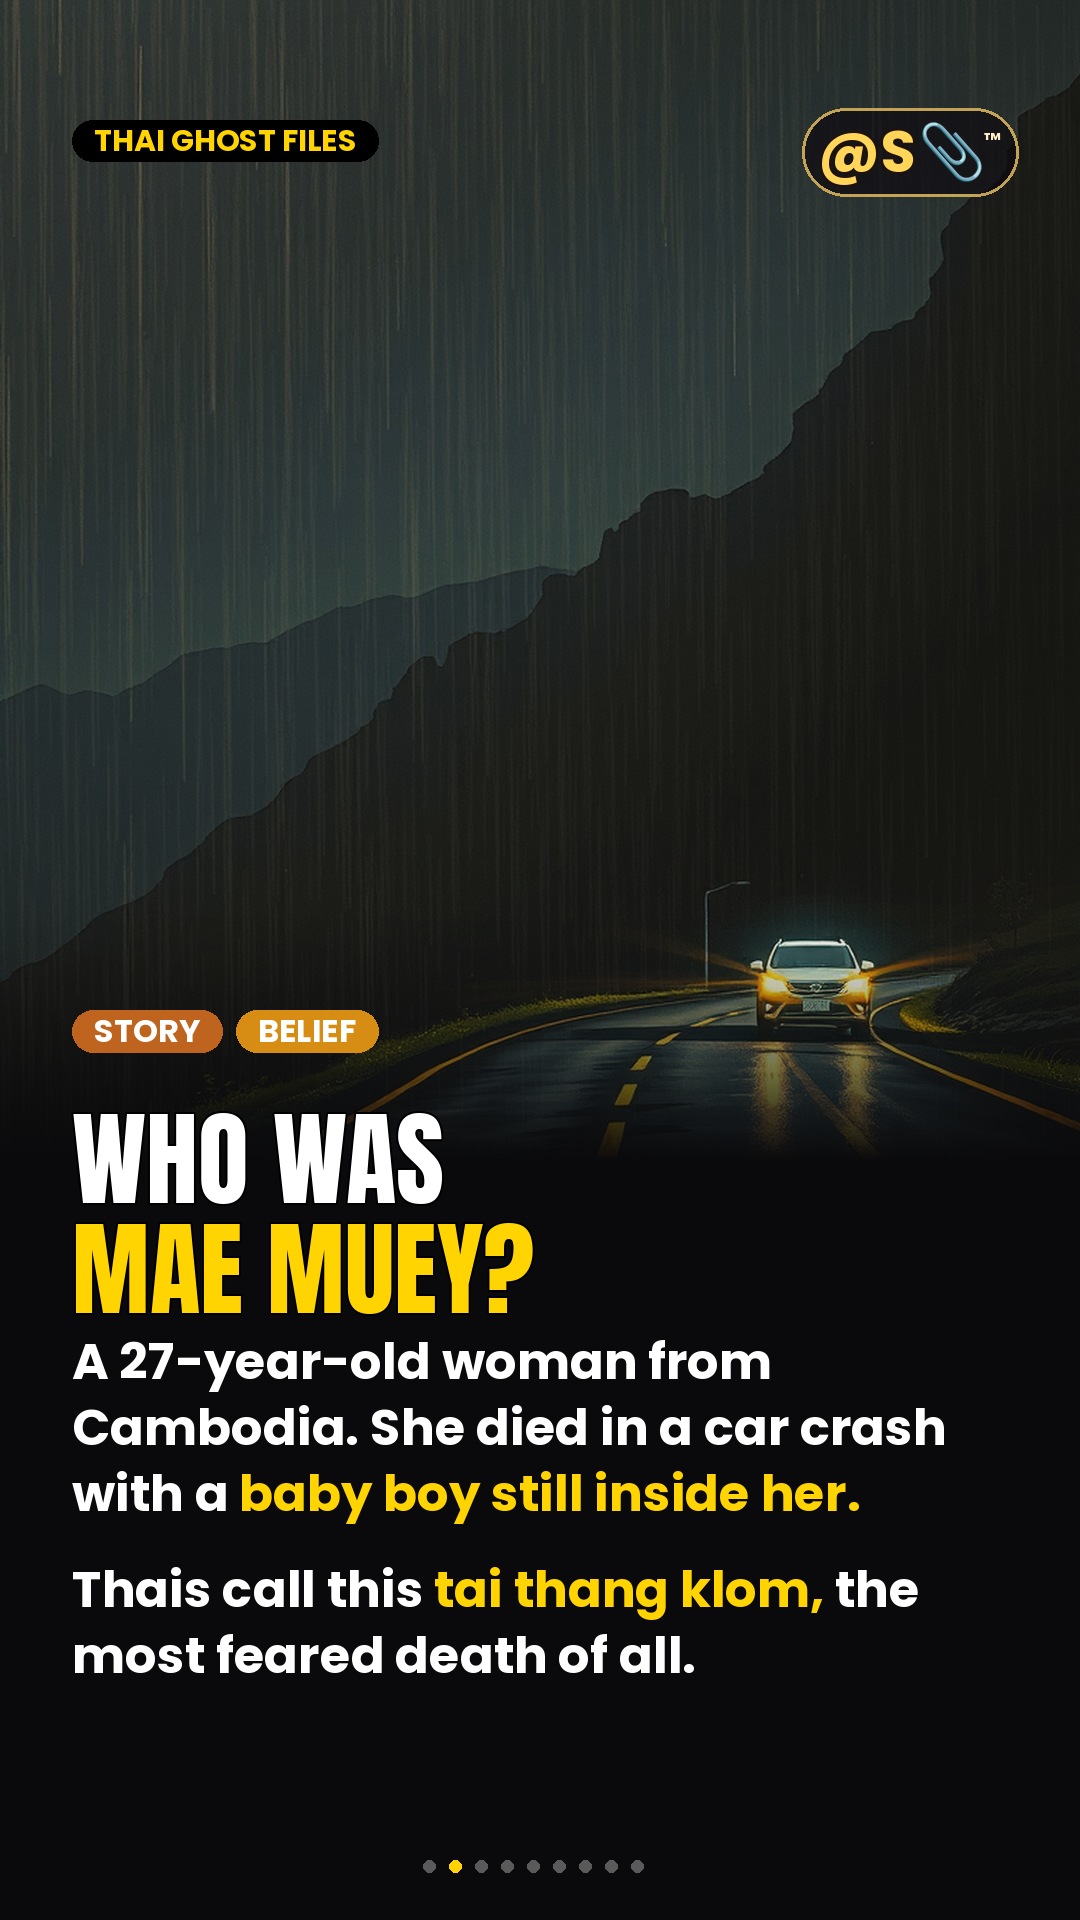 THAI GHOST FILES
@S📎™
STORY BELIEF
WHO WAS
MAE MUEY?
A 27-year-old woman from
Cambodia. She died in a car crash
with a baby boy still inside her.
Thais call this tai thang klom, the
most feared death of all.